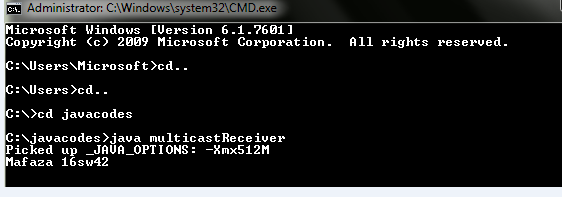 Administrator: C:\Windows\system32\CMD.exe
Microsoft Windows [Version 6.1.7601]
Copyright (c) 2009 Microsoft Corporation.  All rights reserved.
C:\Users\Microsoft>cd..
C:\Users>cd..
C:\>cd javacodes
C:\javacodes>java multicastReceiver
Picked up _JAVA_OPTIONS: -Xmx512M
Mafaza 16sw42